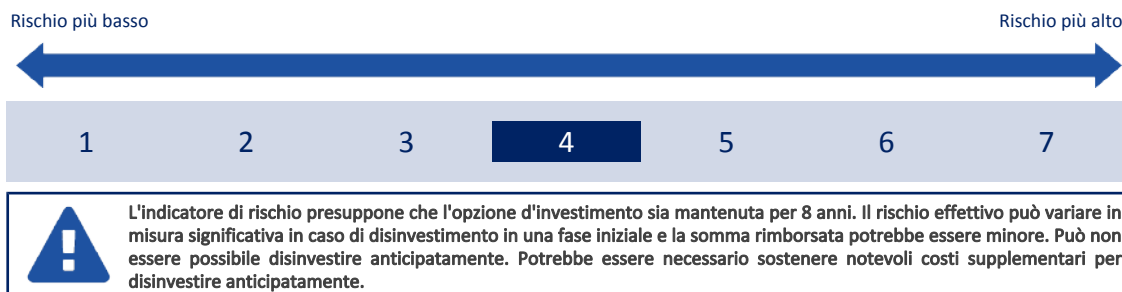 Rischio più basso Rischio più alto
1 2 3 4 5 6 7
L'indicatore di rischio presuppone che l'opzione d'investimento sia mantenuta per 8 anni. Il rischio effettivo può variare in
misura significativa in caso di disinvestimento in una fase iniziale e la somma rimborsata potrebbe essere minore. Può non
essere possibile disinvestire anticipatamente. Potrebbe essere necessario sostenere notevoli costi supplementari per
disinvestire anticipatamente.